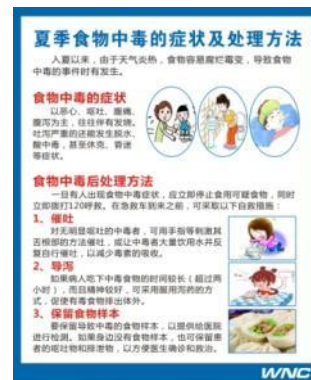 夏季食物中毒的症状及处理方法
入夏以来，由于天气炎热，食物容易腐烂霉变，导致食物
中毒的事件时有发生。
食物中毒的症状
以恶心、呕吐、腹痛、
腹泻为主，往往伴有发烧。
吐泻严重的还能发生脱水、
酸中毒，甚至休克、昏迷
等症状。
食物中毒后处理方法
一旦有人出现食物中毒症状，应立即停止食用可疑食物，同时
立即拨打120呼救。在急救车到来之前，可采取以下自救措施：
1、催吐
对无明显呕吐的中毒者，可用手指等刺激其
舌根部的方法催吐，或让中毒者大量饮用水并反
复自行催吐，以减少毒素的吸收。
2、导泻
如果病人吃下中毒食物的时间较长（超过两
小时），而且精神较好，可采用服用泻药的方
式，促使有毒食物排出体外。
3、保留食物样本
要保留导致中毒的食物样本，以提供给医院
进行检测。如果身边没有食物样本，也可保留患
者的呕吐物和排泄物，以方便医生确诊和救治。
WNC